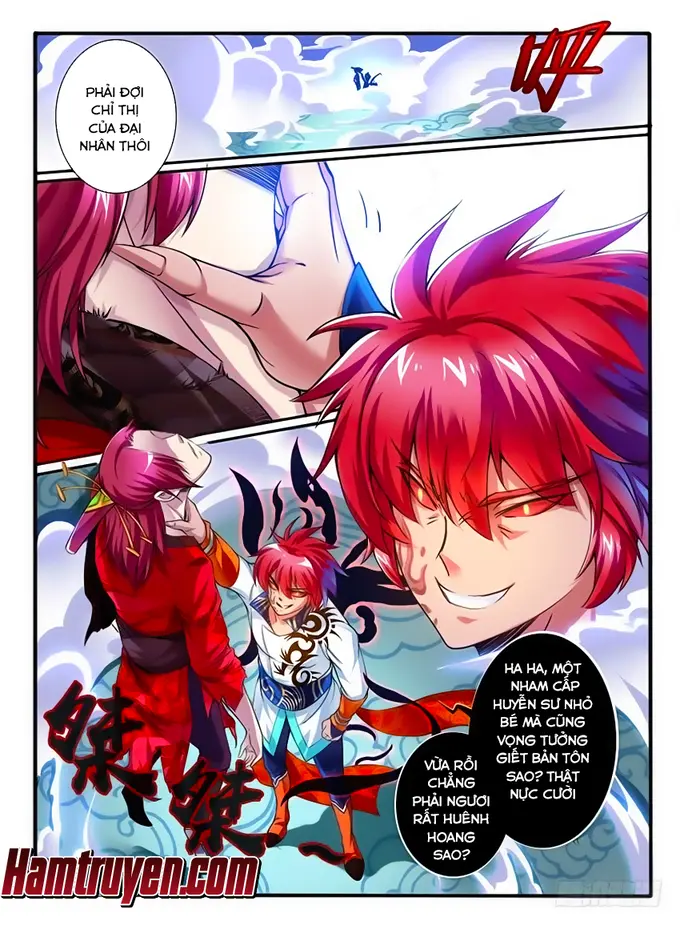 PHẢI ĐỢI
CHỈ THỊ
CỦA ĐẠI
NHÂN THÔI
HA HA, MỘT
NHAM CẤP
HUYỄN SƯ NHỎ
BÉ MÀ CŨNG
VỌNG TƯỞNG
GIẾT BẢN TÔN
SAO? THẬT
NỰC CƯỜI
VỪA RỒI
CHẲNG
PHẢI NGƯƠI
RẤT HUÊNH
HOANG
SAO?
桀
桀
Hamtruyen.com